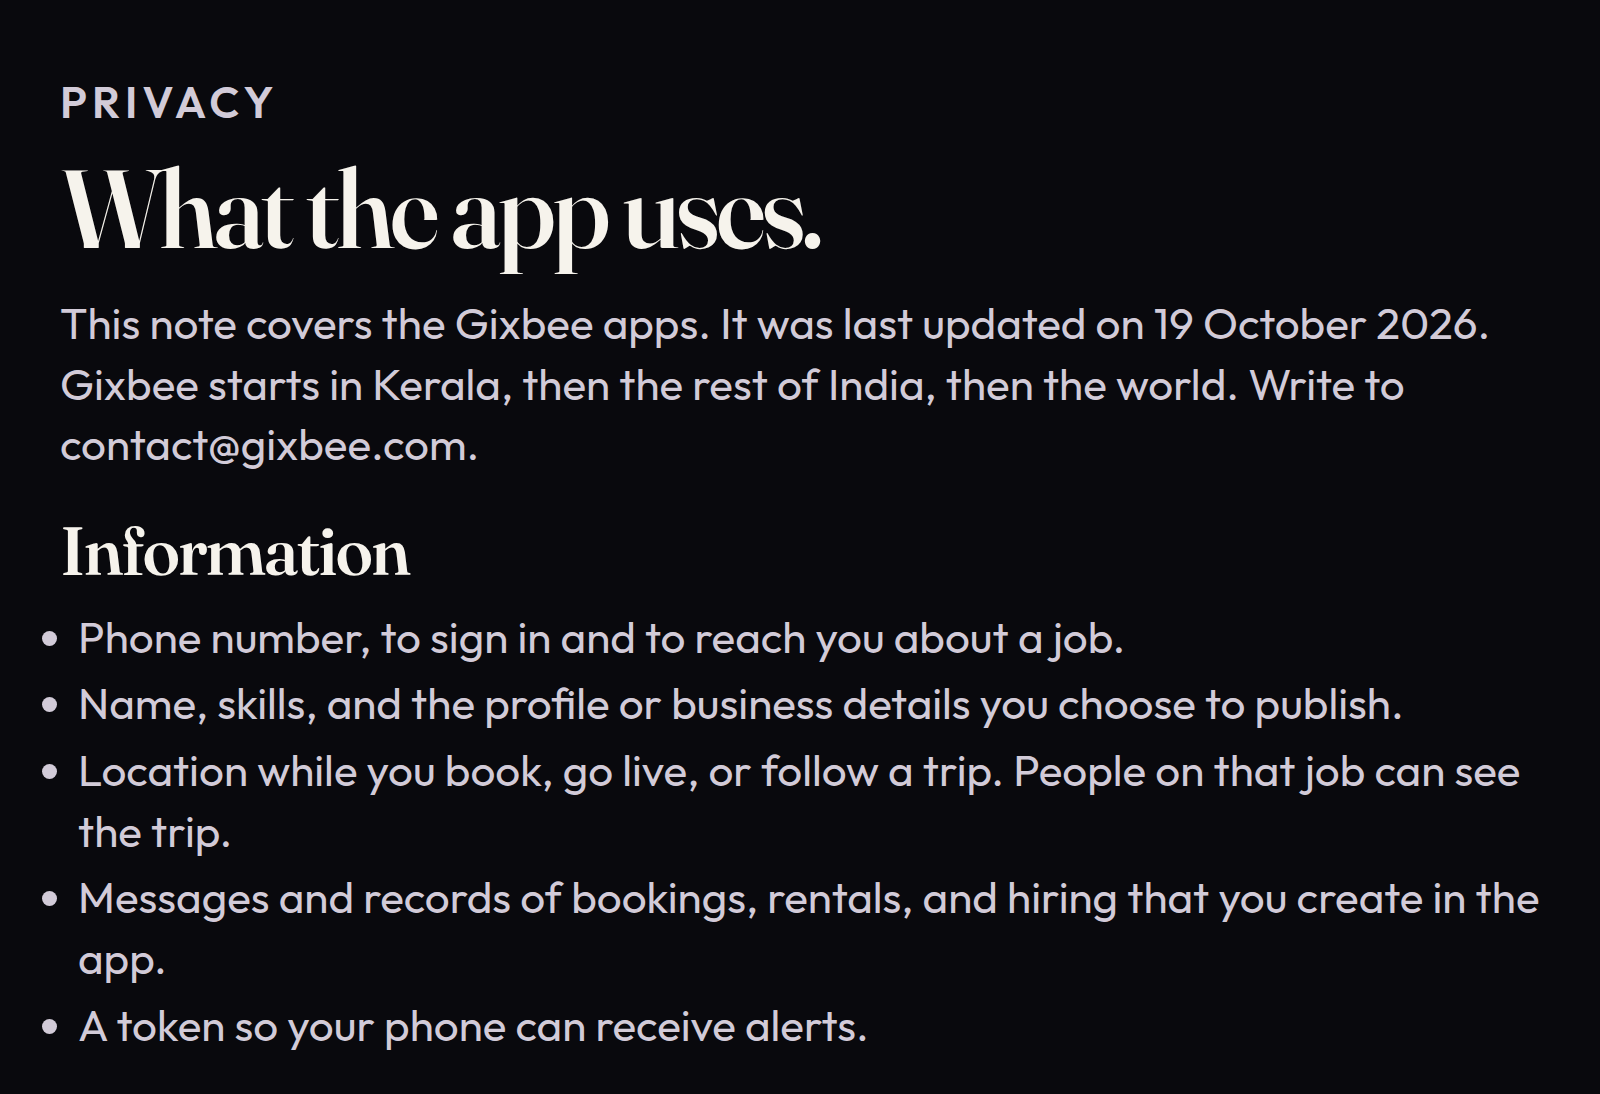 PRIVACY
What the app uses.
This note covers the Gixbee apps. It was last updated on 19 October 2026.
Gixbee starts in Kerala, then the rest of India, then the world. Write to
contact@gixbee.com.
Information
• Phone number, to sign in and to reach you about a job.
• Name, skills, and the profile or business details you choose to publish.
• Location while you book, go live, or follow a trip. People on that job can see
the trip.
• Messages and records of bookings, rentals, and hiring that you create in the
app.
• A token so your phone can receive alerts.